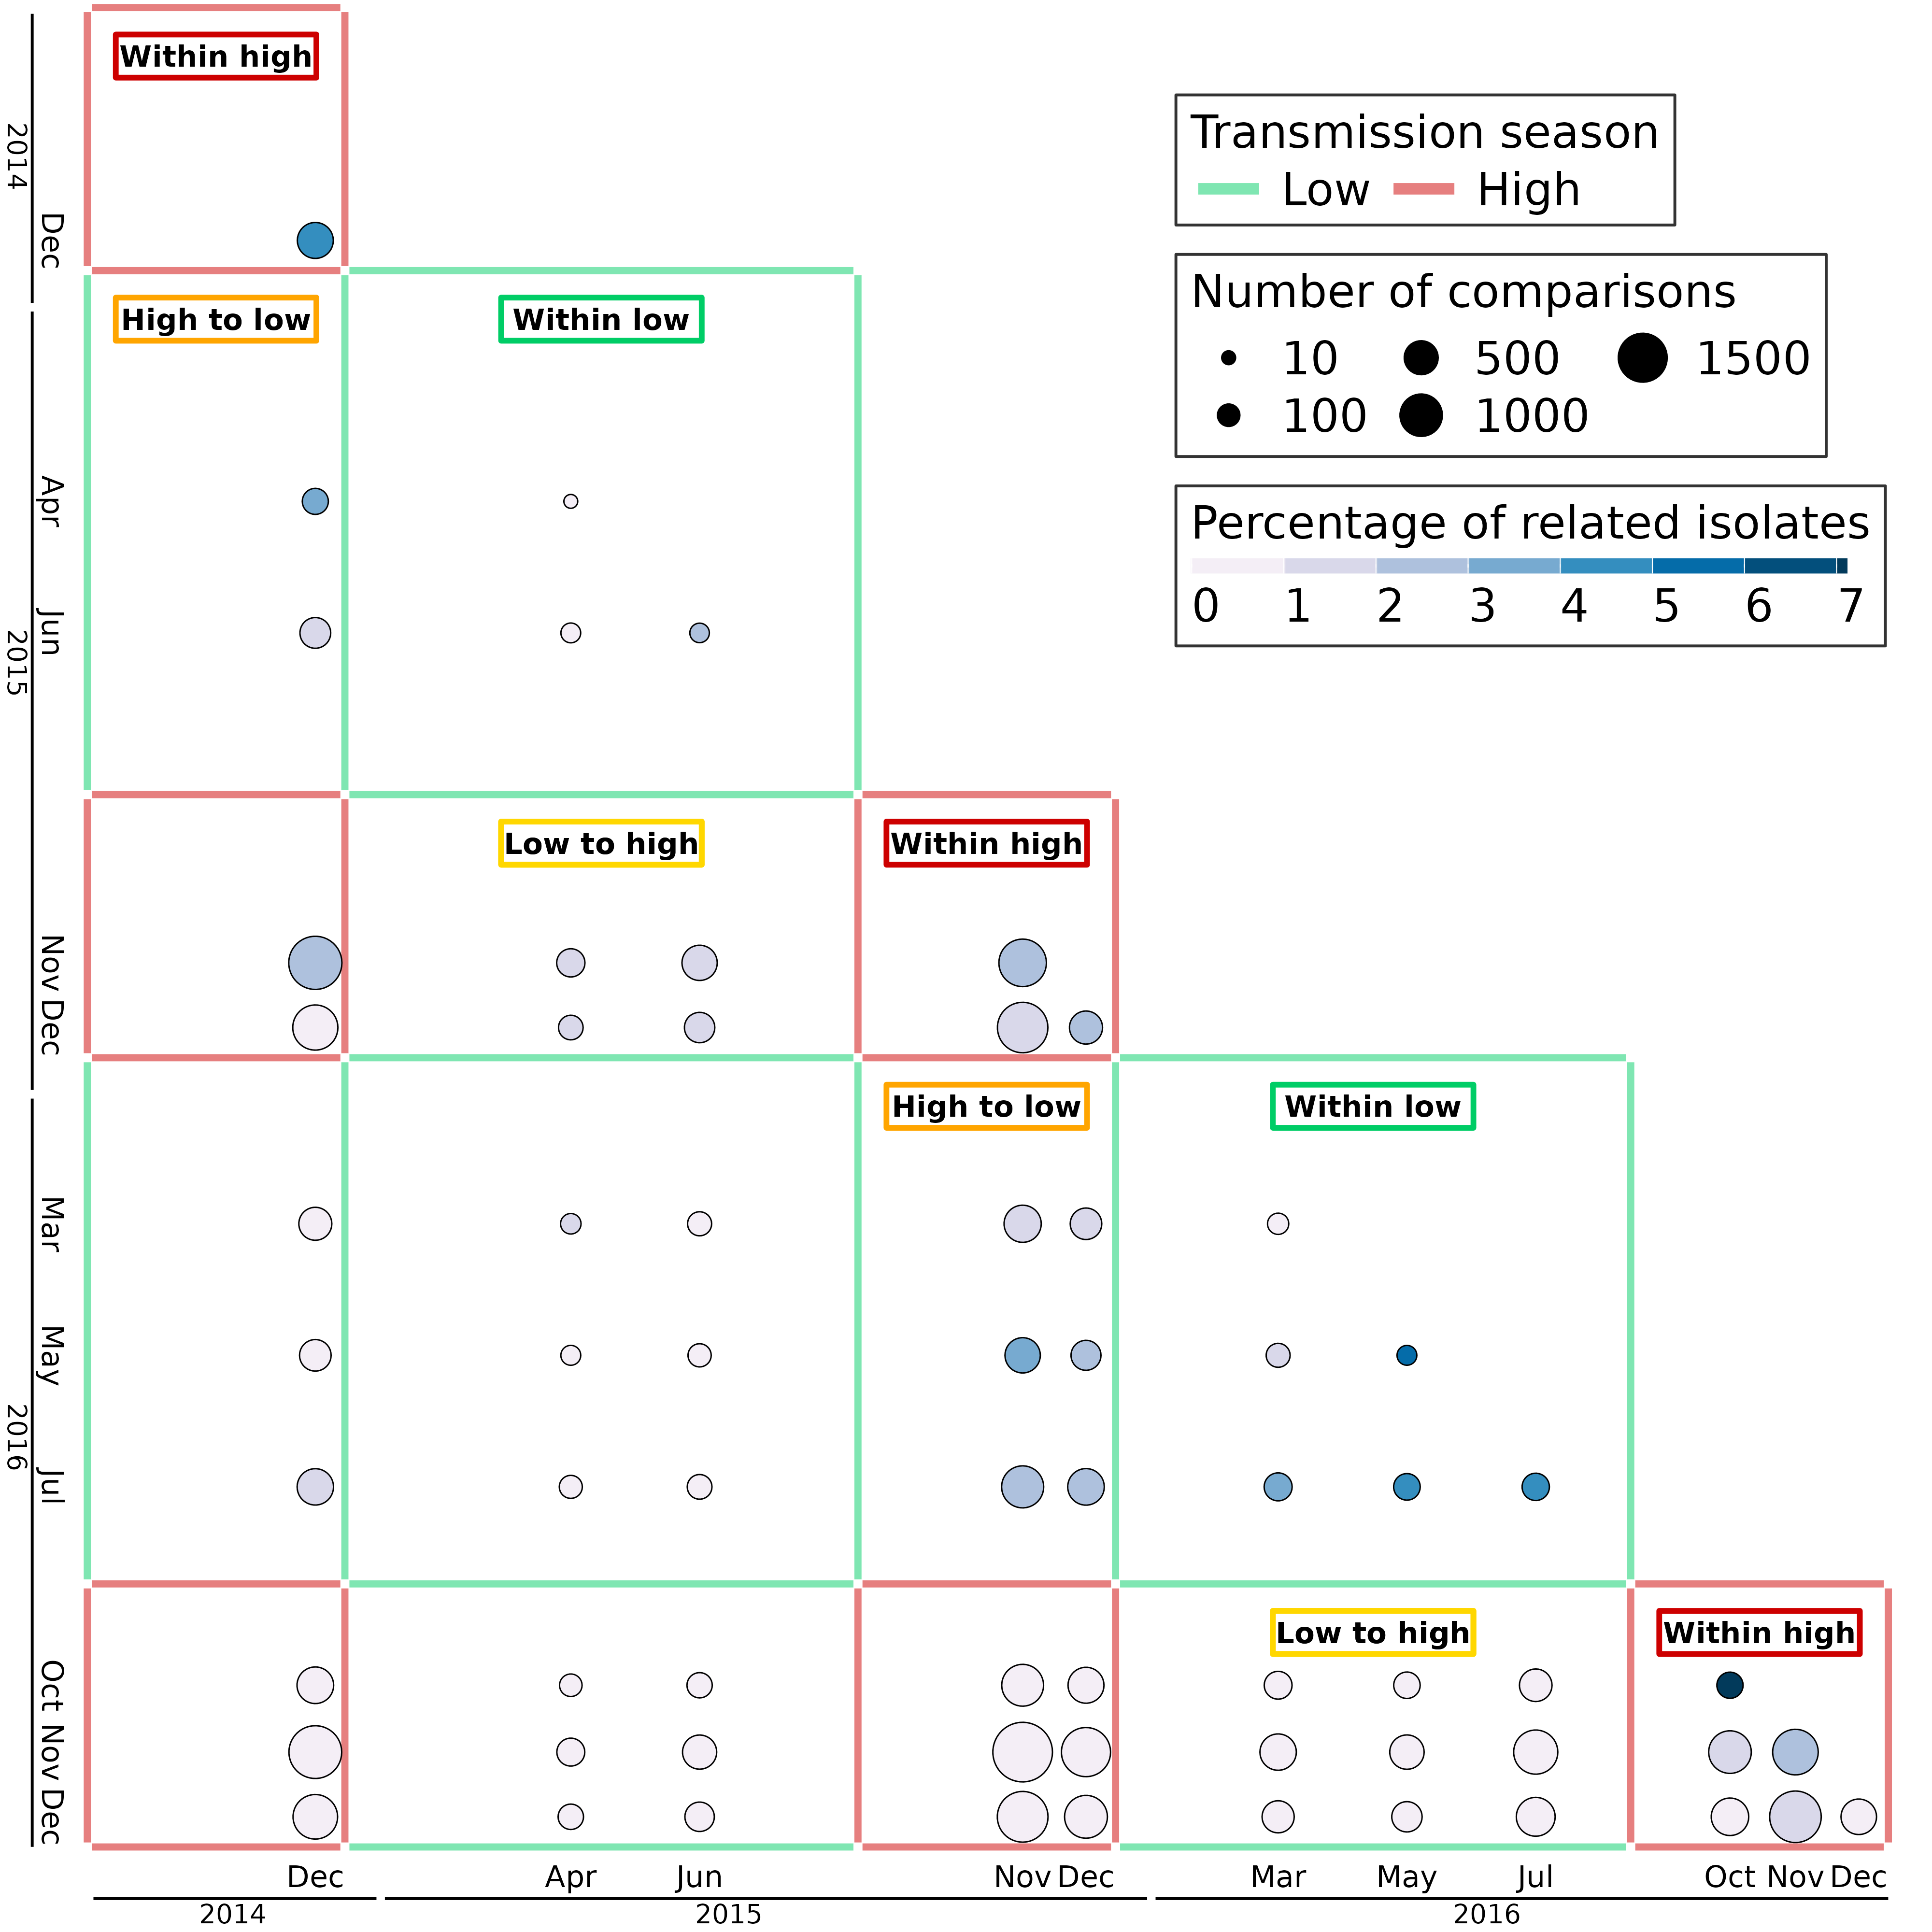 Within high
Transmission season
Low High
Number of comparisons
10 500 1500
100 1000
Percentage of related isolates
0 1 2 3 4 5 6 7
2014
Dec
High to low
Within low
Apr
Jun
2015
Low to high
Within high
Nov
Dec
High to low
Within low
Mar
May
2016
Jul
Low to high
Within high
Oct
Nov
Dec
Dec Apr Jun Nov Dec Mar May Jul Oct Nov Dec
2014 2015 2016